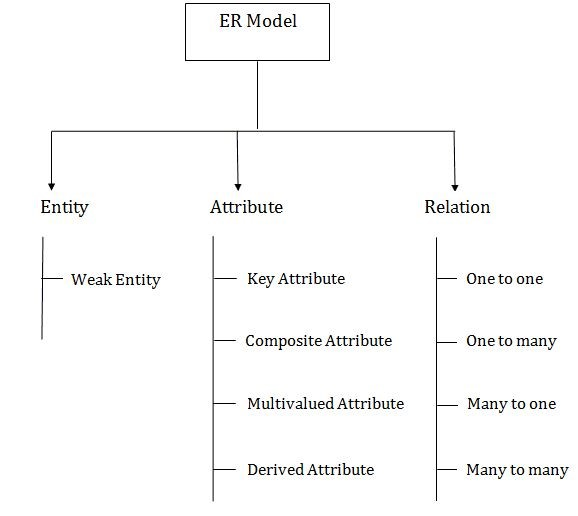 ER Model
Entity
Attribute
Relation
Weak Entity
Key Attribute
One to one
Composite Attribute
One to many
Multivalued Attribute
Many to one
Derived Attribute
Many to many